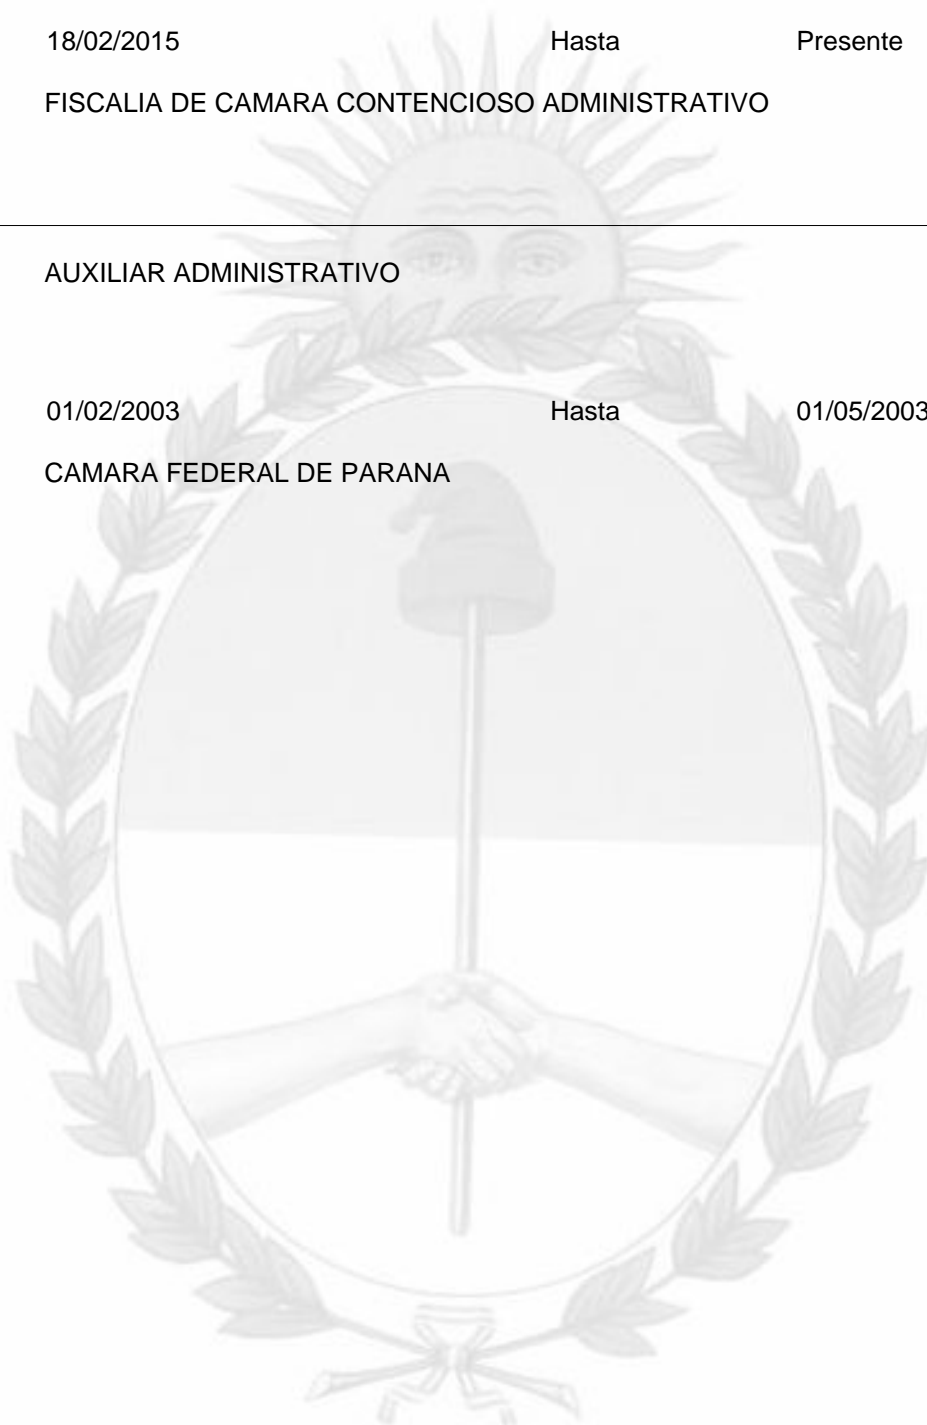 18/02/2015 Hasta Presente
FISCALIA DE CAMARA CONTENCIOSO ADMINISTRATIVO
AUXILIAR ADMINISTRATIVO
01/02/2003 Hasta 01/05/2003
CAMARA FEDERAL DE PARANA